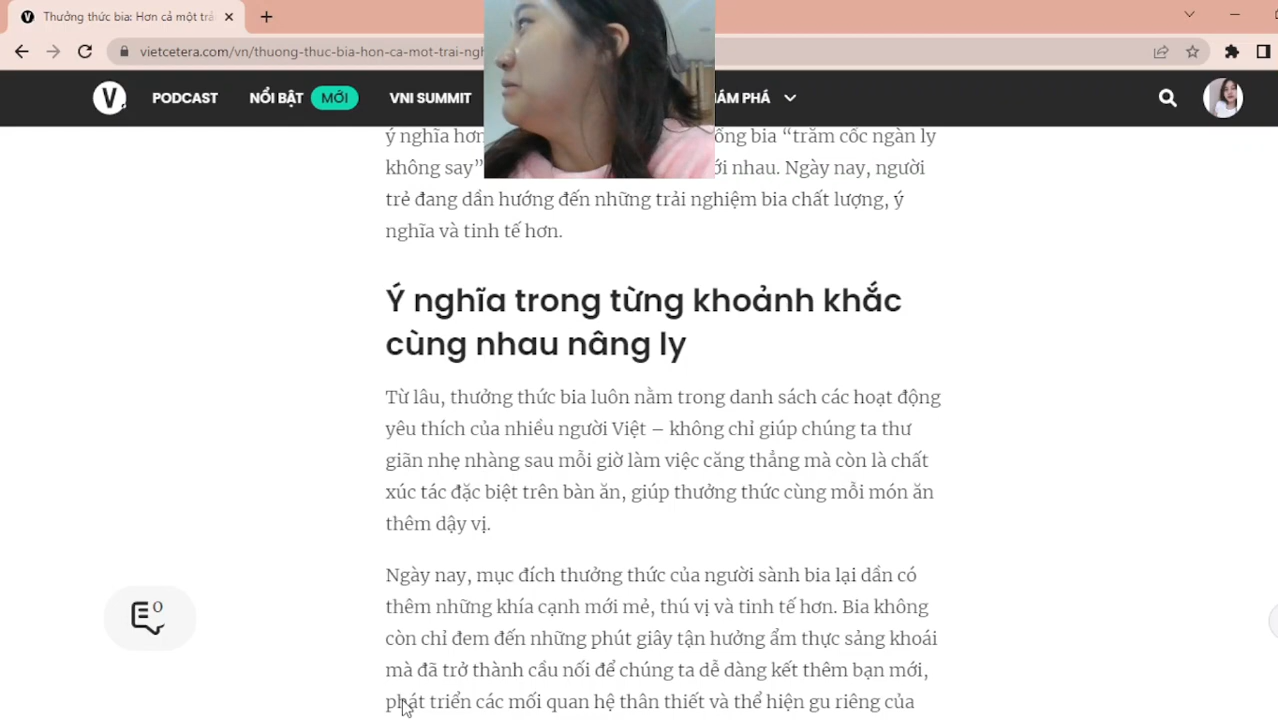 Thưởng thức bia: Hơn cả một trả
vietcetera.com/vn/thuong-thuc-bia-hon-ca-mot-trai-ng
V
PODCAST
NỔI BẬT
MỚI
VNI SUMMIT
HÁM PHÁ
ý nghĩa hơn
ống bia “trăm cốc ngàn ly
không say”
ới nhau. Ngày nay, người
trẻ đang dần hướng đến những trải nghiệm bia chất lượng, ý
nghĩa và tinh tế hơn.
Ý nghĩa trong từng khoảnh khắc
cùng nhau nâng ly
Từ lâu, thưởng thức bia luôn nằm trong danh sách các hoạt động
yêu thích của nhiều người Việt – không chỉ giúp chúng ta thư
giãn nhẹ nhàng sau mỗi giờ làm việc căng thẳng mà còn là chất
xúc tác đặc biệt trên bàn ăn, giúp thưởng thức cùng mỗi món ăn
thêm dậy vị.
Ngày nay, mục đích thưởng thức của người sành bia lại dần có
thêm những khía cạnh mới mẻ, thú vị và tinh tế hơn. Bia không
còn chỉ đem đến những phút giây tận hưởng ẩm thực sảng khoái
mà đã trở thành cầu nối để chúng ta dễ dàng kết thêm bạn mới,
phát triển các mối quan hệ thân thiết và thể hiện gu riêng của
0